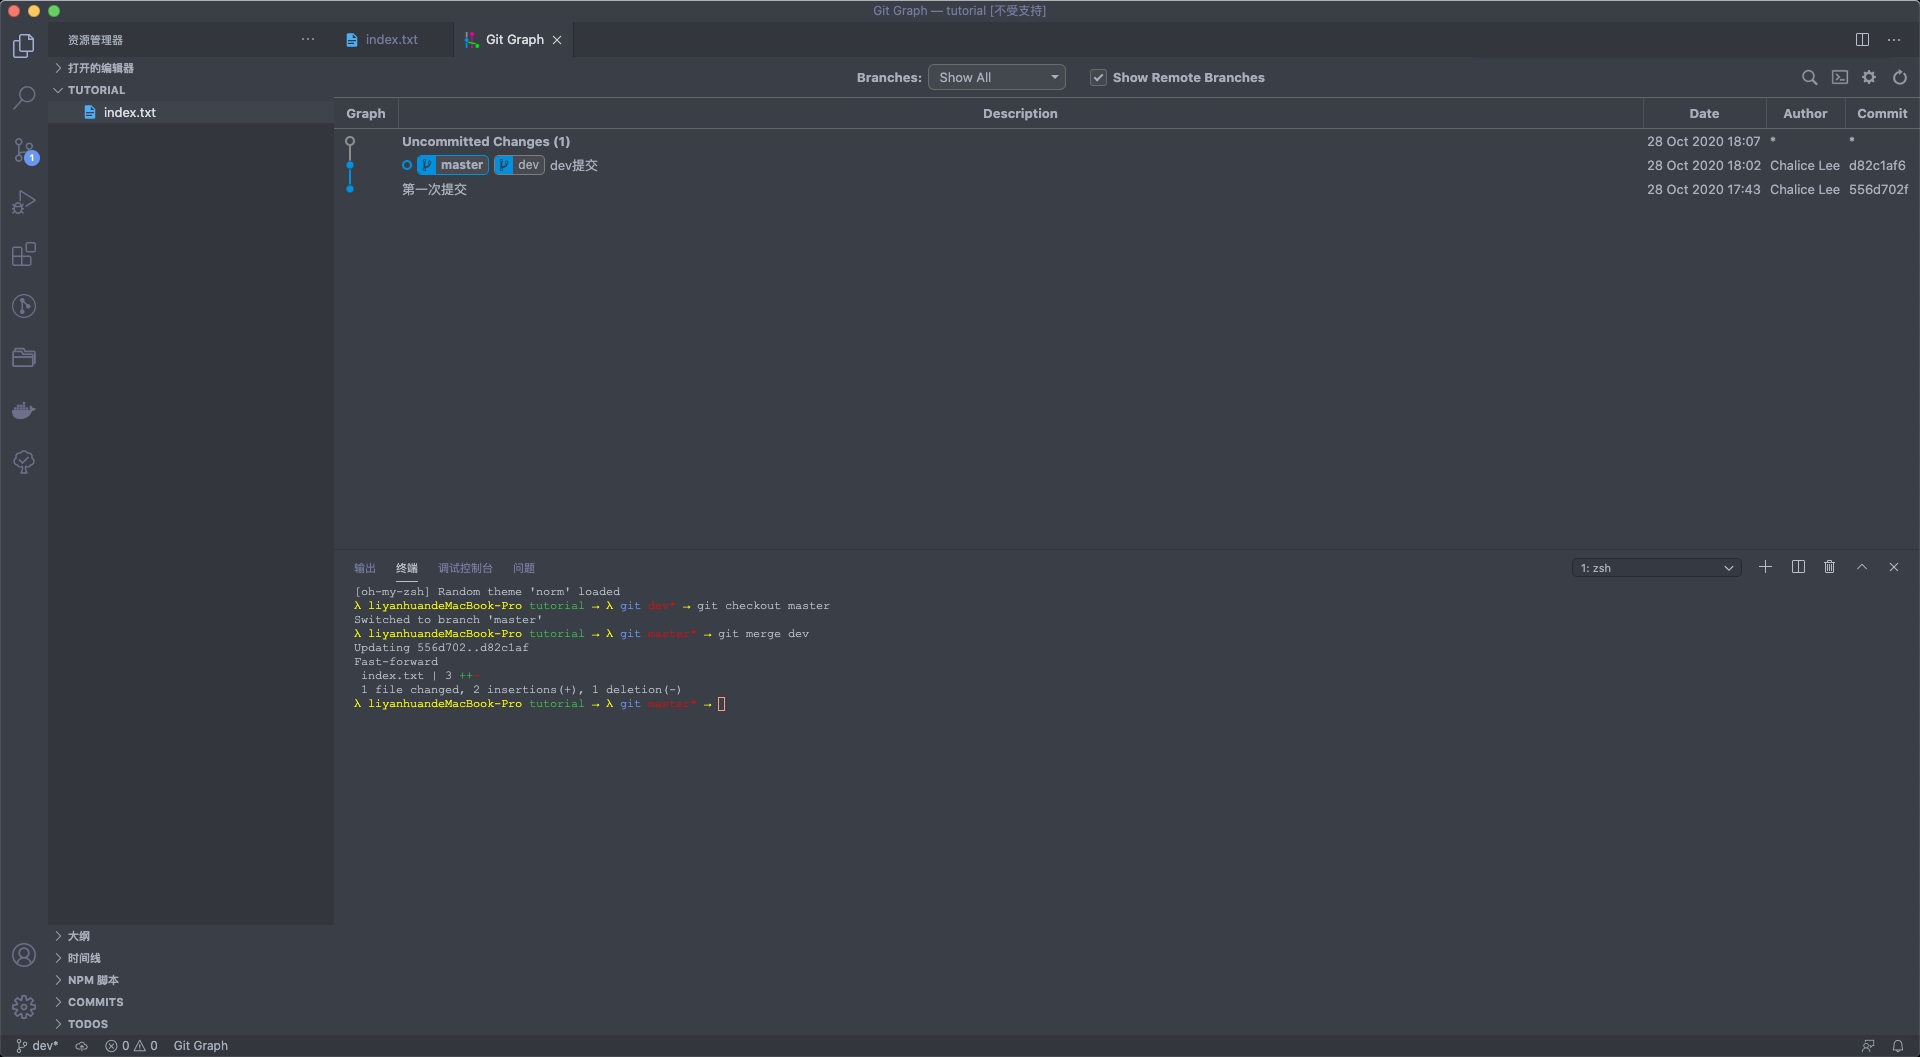 Git Graph — tutorial [不受支持]
资源管理器
index.txt
Git Graph
打开的编辑器
TUTORIAL
index.txt
Branches: Show All Show Remote Branches
Graph Description Date Author Commit
Uncommitted Changes (1) 28 Oct 2020 18:07 * *
master dev dev提交 28 Oct 2020 18:02 Chalice Lee d82c1af6
第一次提交 28 Oct 2020 17:43 Chalice Lee 556d702f
1
输出 终端 调试控制台 问题 1: zsh
[oh-my-zsh] Random theme 'norm' loaded
λ liyanhuandeMacBook-Pro tutorial → λ git dev* → git checkout master
Switched to branch 'master'
λ liyanhuandeMacBook-Pro tutorial → λ git master* → git merge dev
Updating 556d702..d82c1af
Fast-forward
index.txt | 3 ++-
1 file changed, 2 insertions(+), 1 deletion(-)
λ liyanhuandeMacBook-Pro tutorial → λ git master* →
大纲
时间线
NPM 脚本
COMMITS
TODOS
dev* 0 0 Git Graph